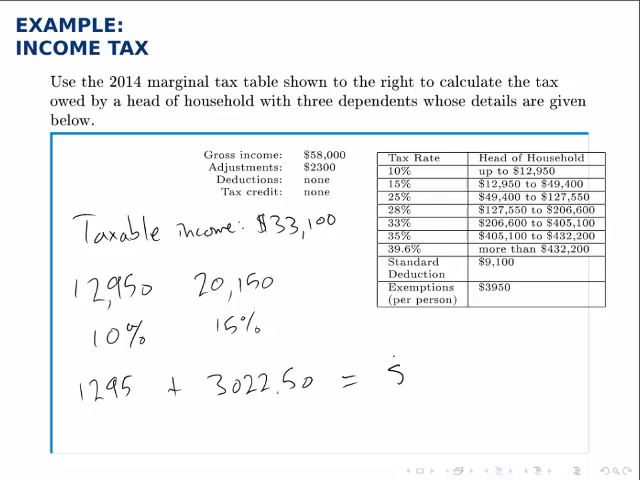 EXAMPLE:
INCOME TAX
Use the 2014 marginal tax table shown to the right to calculate the tax
owed by a head of household with three dependents whose details are given
below.
Gross income: $58,000
Adjustments: $2300
Deductions: none
Tax credit: none
Tax Rate Head of Household
10% up to $12,950
15% $12,950 to $49,400
25% $49,400 to $127,550
28% $127,550 to $206,600
33% $206,600 to $405,100
35% $405,100 to $432,200
39.6% more than $432,200
Standard $9,100
Deduction
Exemptions $3950
(per person)
Taxable income: $33,100
12,950 20,150
10% 15%
1295 + 3022.50 =